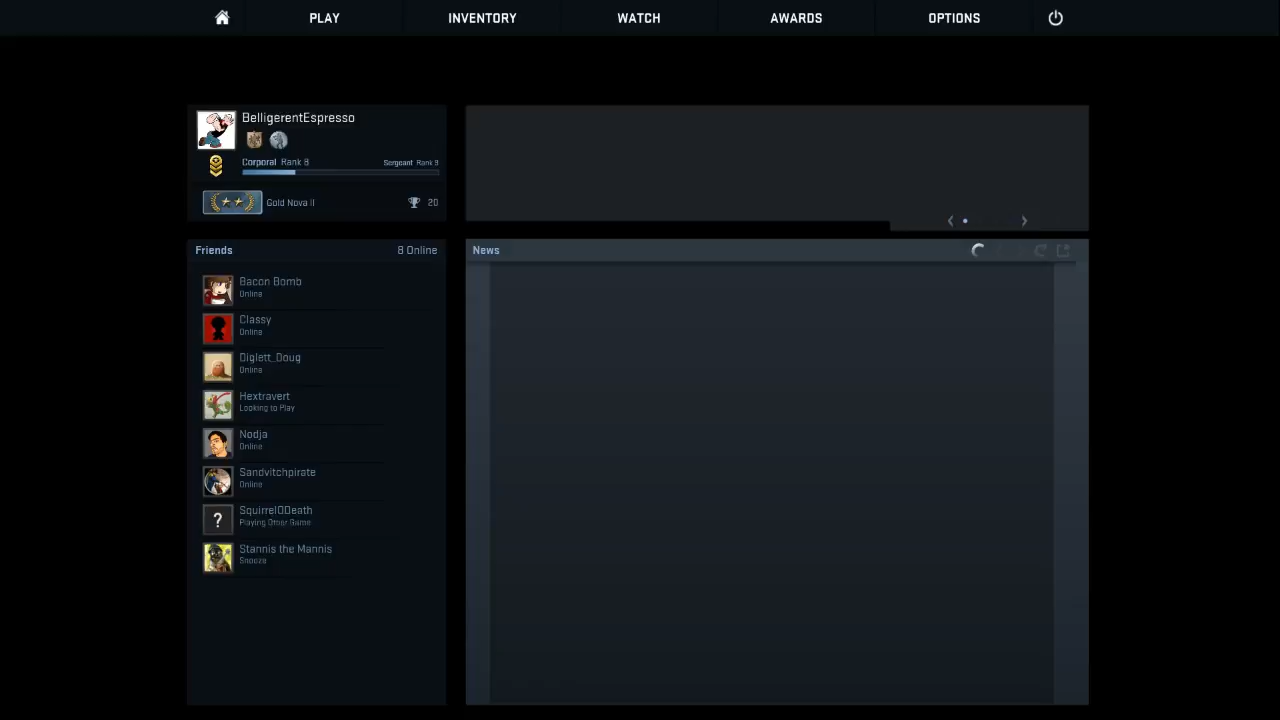 PLAY
INVENTORY
WATCH
AWARDS
OPTIONS
BelligerentEspresso
Corporal Rank 8
Sergeant Rank 9
Gold Nova II
20
Friends
8 Online
Bacon Bomb
Online
Classy
Online
Diglett_Doug
Online
Hextravert
Looking to Play
Nodja
Online
Sandvitchpirate
Online
?
SquirrelODeath
Playing Other Game
Stannis the Mannis
Snooze
News